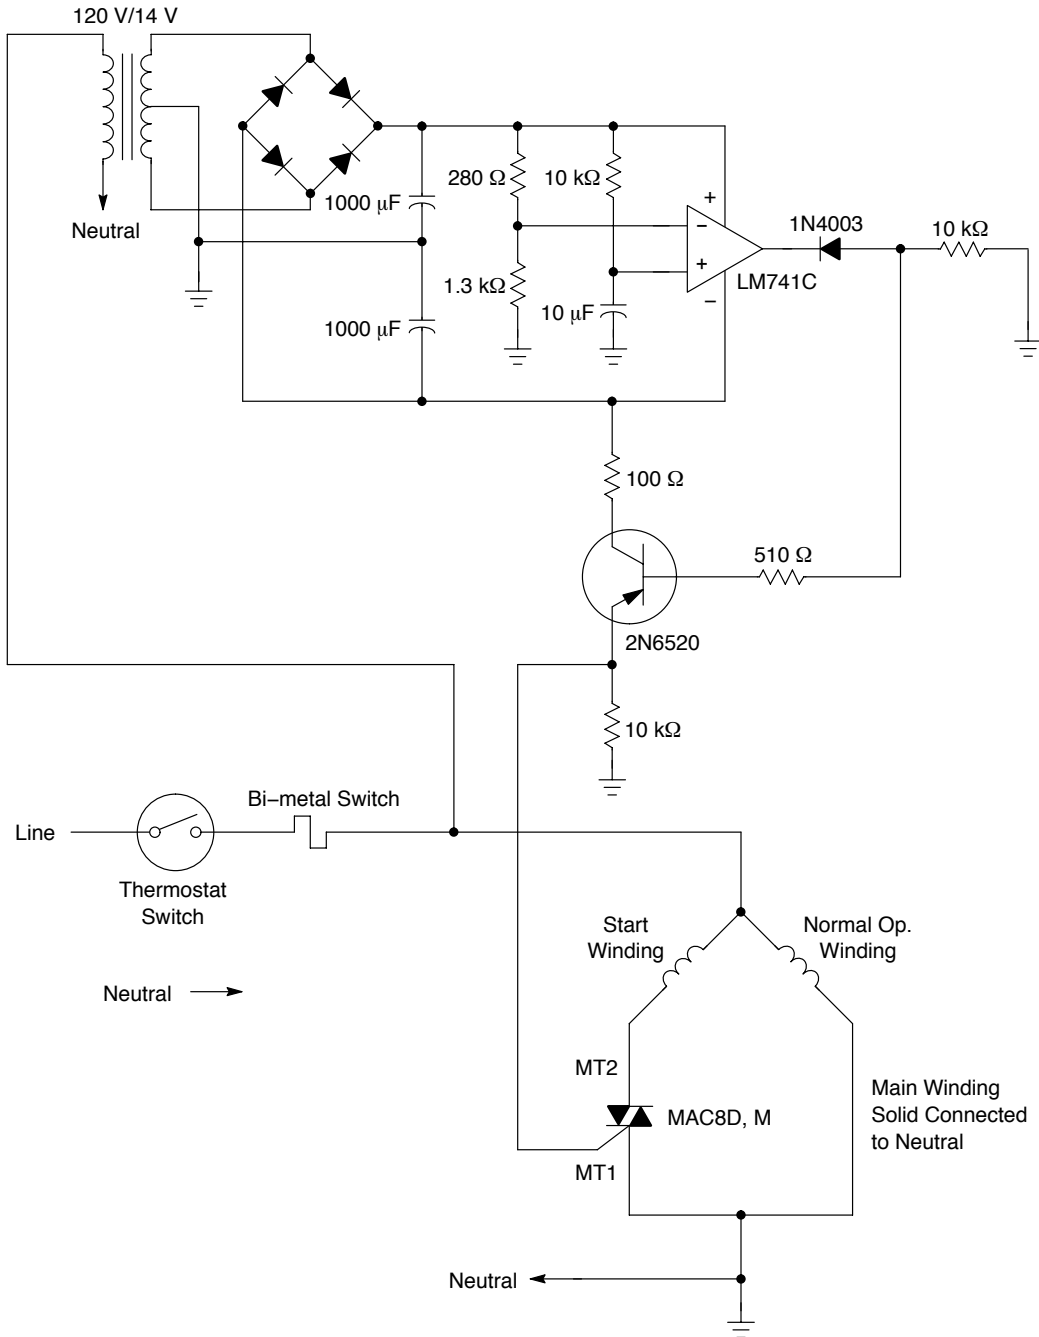 120 V/14 V
Neutral
1000 μF
1000 μF
280 Ω
10 kΩ
1.3 kΩ
10 μF
+
−
+
−
LM741C
1N4003
10 kΩ
100 Ω
510 Ω
2N6520
10 kΩ
Line
Bi−metal Switch
Thermostat
Switch
Neutral
Start
Winding
Normal Op.
Winding
MT2
MAC8D, M
MT1
Main Winding
Solid Connected
to Neutral
Neutral